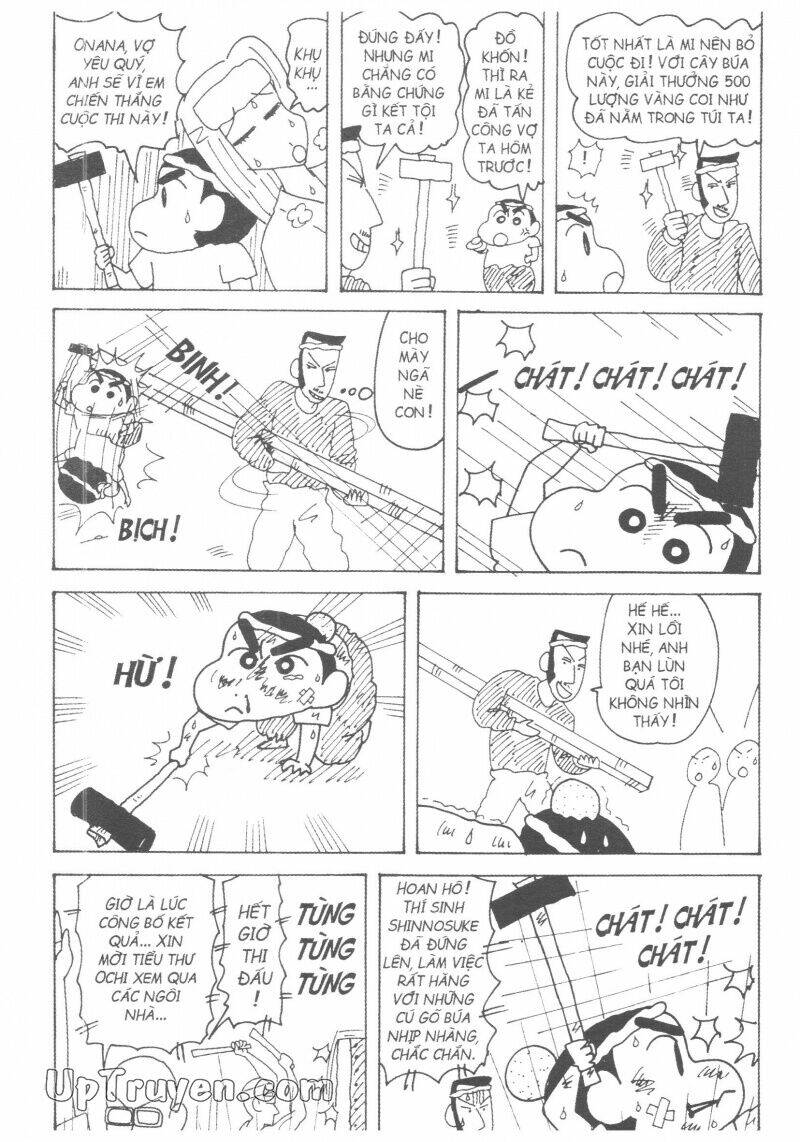 TỐT NHẤT LÀ MI NÊN BỎ
CUỘC ĐI! VỚI CÂY BÚA
NÀY, GIẢI THƯỞNG 500
LƯỢNG VÀNG COI NHƯ
ĐÃ NẰM TRONG TÚI TA!
!
ĐỒ
KHỐN!
THÌ RA
MI LÀ KẺ
ĐÃ TẤN
CÔNG VỢ
TA HÔM
TRƯỚC!
ĐÚNG ĐẤY!
NHƯNG MI
CHẲNG CÓ
BẰNG CHỨNG
GÌ KẾT TỘI
TA CẢ!
KHỤ
KHỤ
...
ONANA, VỢ
YÊU QUÝ,
ANH SẼ VÌ EM
CHIẾN THẮNG
CUỘC THI NÀY!
CHÁT! CHÁT! CHÁT!
CHO
MÀY
NGÃ
NÈ
CON!
BINH!
BỊCH!
HẾ HẾ...
XIN LỖI
NHÉ, ANH
BẠN LÙN
QUÁ TÔI
KHÔNG NHÌN
THẤY!
HỪ!
CHÁT! CHÁT!
CHÁT!
HOAN HÔ!
THÍ SINH
SHINNOSUKE
ĐÃ ĐỨNG
LÊN, LÀM VIỆC
RẤT HĂNG
VỚI NHỮNG
CÚ GÕ BÚA
NHỊP NHÀNG,
CHẮC CHẮN.
TÙNG
TÙNG
TÙNG
HẾT
GIỜ
THI
ĐẤU
!
GIỜ LÀ LÚC
CÔNG BỐ KẾT
QUẢ... XIN
MỜI TIỂU THƯ
OCHI XEM QUA
CÁC NGÔI
NHÀ...
UpTruyen.com